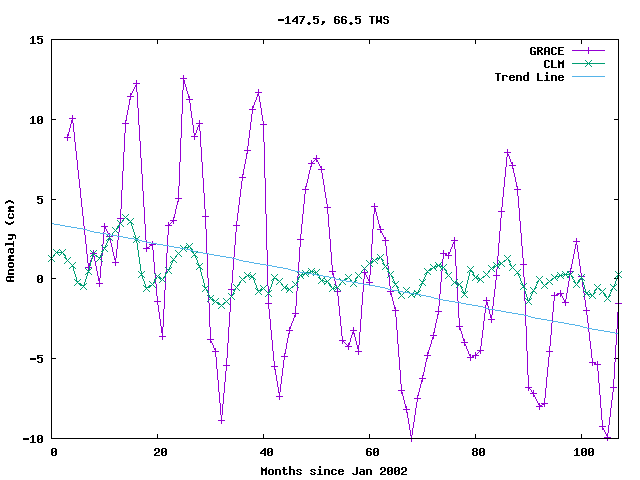 -147.5, 66.5 TWS
GRACE
CLM
Trend Line
15
10
5
0
-5
-10
Anomaly (cm)
0 20 40 60 80 100
Months since Jan 2002